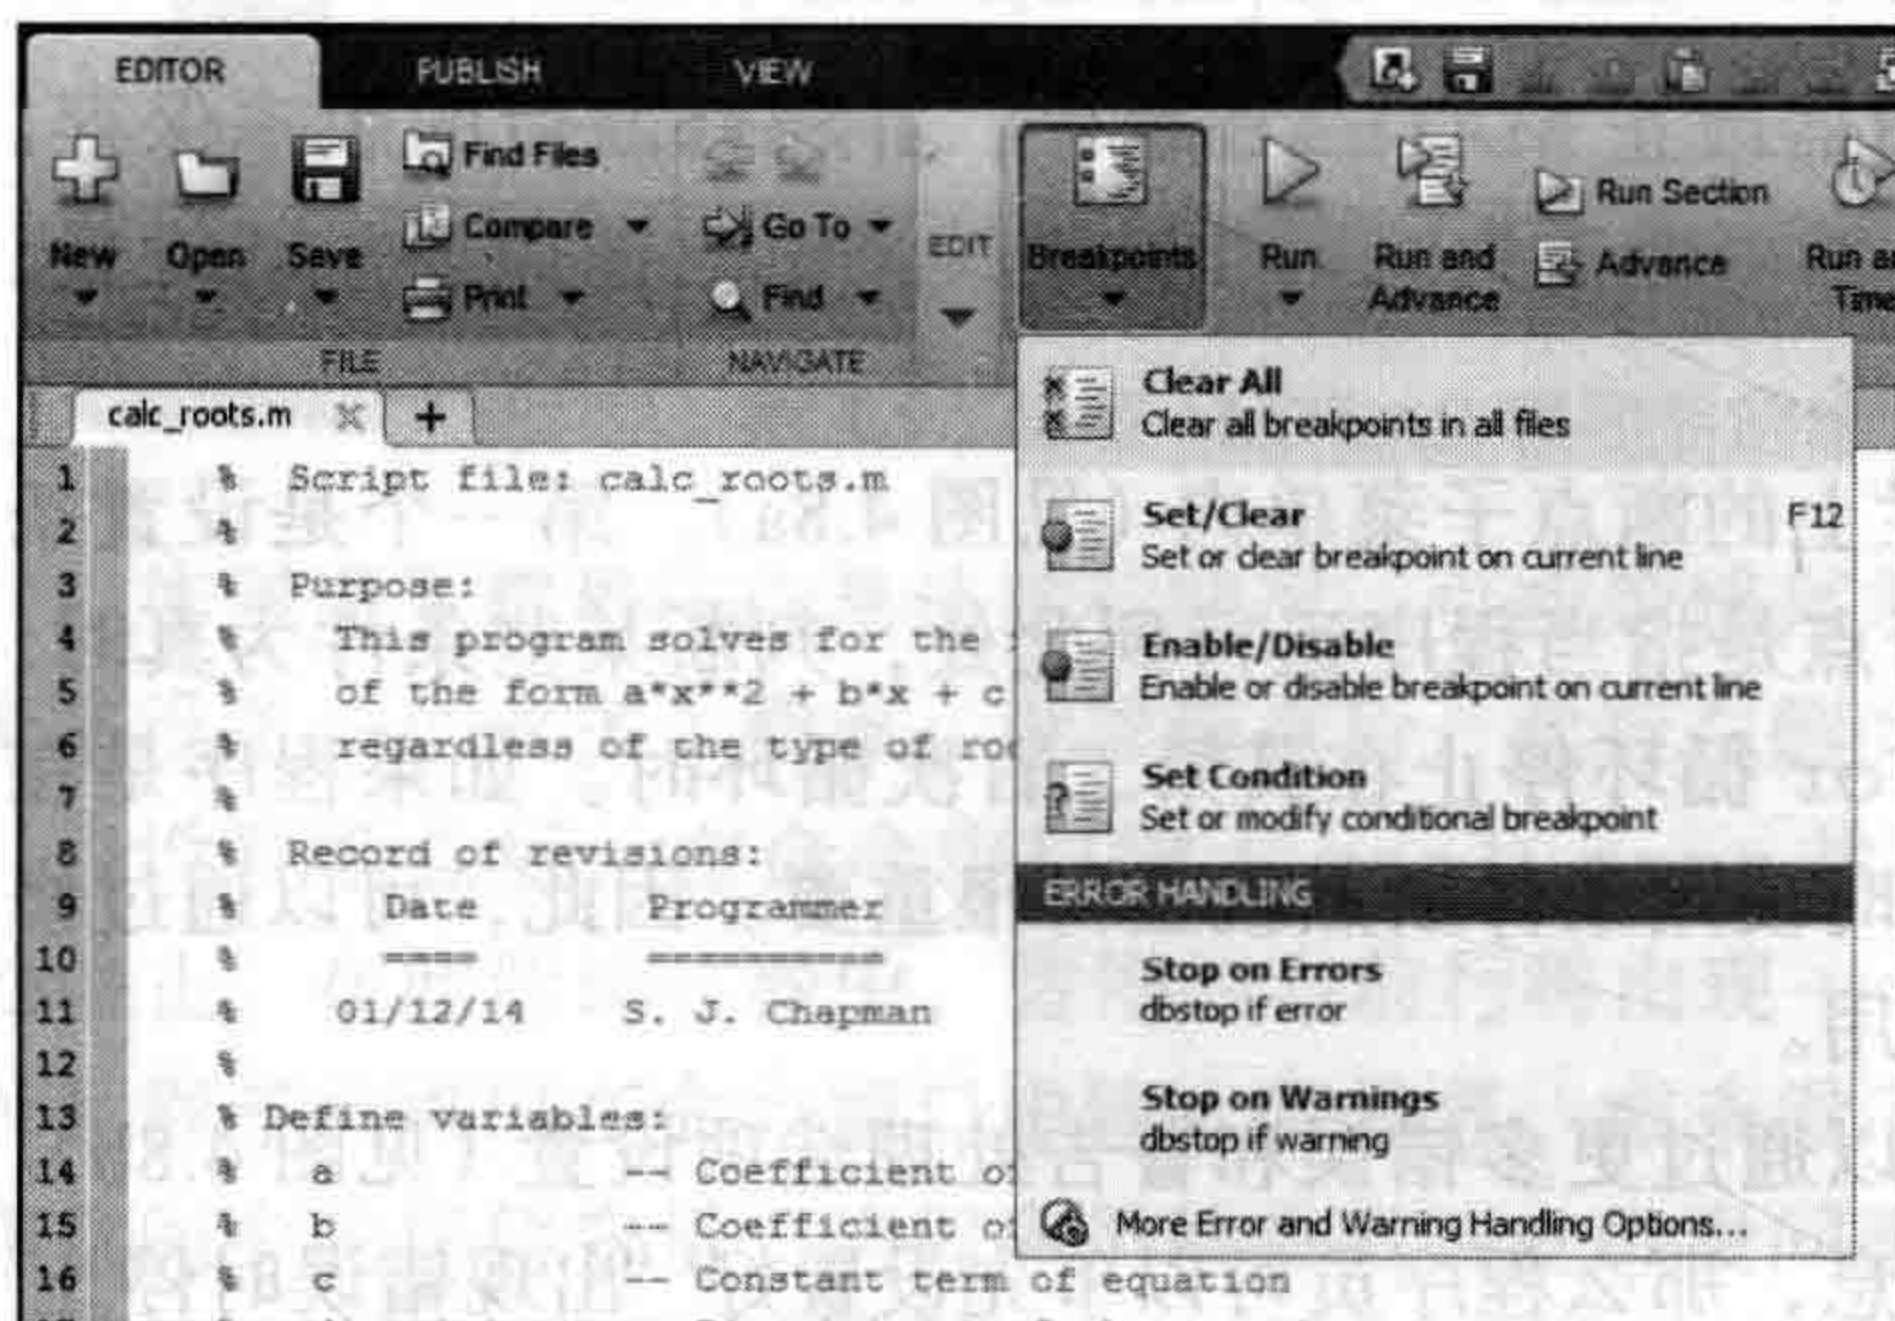 EDITOR PUBLISH VIEW
Find Files
Compare Go To
New Open Save EDIT Breakpoints Run Run and Advance Run Section
Advance
Print Find
FILE NAVIGATE
calc_roots.m
Clear All
Clear all breakpoints in all files
Set/Clear F12
Set or clear breakpoint on current line
Enable/Disable
Enable or disable breakpoint on current line
Set Condition
Set or modify conditional breakpoint
ERROR HANDLING
Stop on Errors
dbstop if error
Stop on Warnings
dbstop if warning
More Error and Warning Handling Options...
1 % Script file: calc_roots.m
2 %
3 % Purpose:
4 % This program solves for the
5 % of the form a*x**2 + b*x + c
6 % regardless of the type of
7 %
8 % Record of revisions:
9 % Date Programmer
10 % ==== ==========
11 % 01/12/14 S. J. Chapman
12 %
13 % Define variables:
14 % a -- Coefficient
15 % b -- Coefficient
16 % c -- Constant term of equation